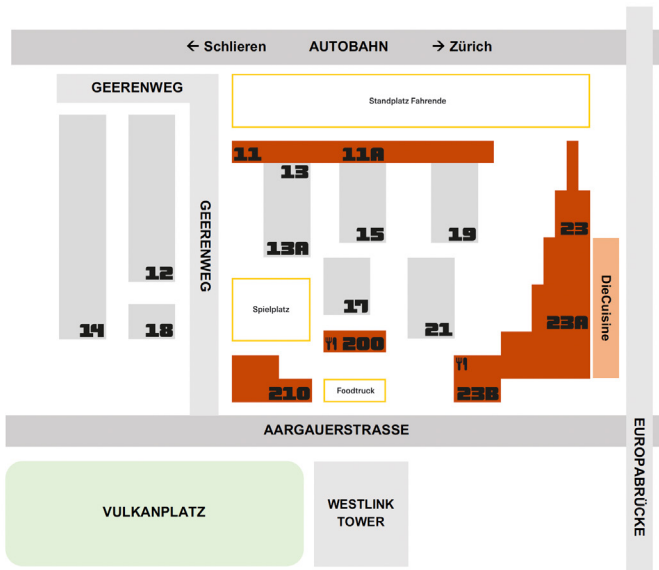 ← Schlieren AUTOBAHN → Zürich
GEERENWEG
Standplatz Fahrende
11 11A
13
GEERENWEG
23
15
19
13A
12
DieCuisine
Spielplatz
17
23A
14
18
21
200
210
Foodtruck
23B
AARGAUERSTRASSE
EUROPABRÜCKE
VULKANPLATZ
WESTLINK
TOWER